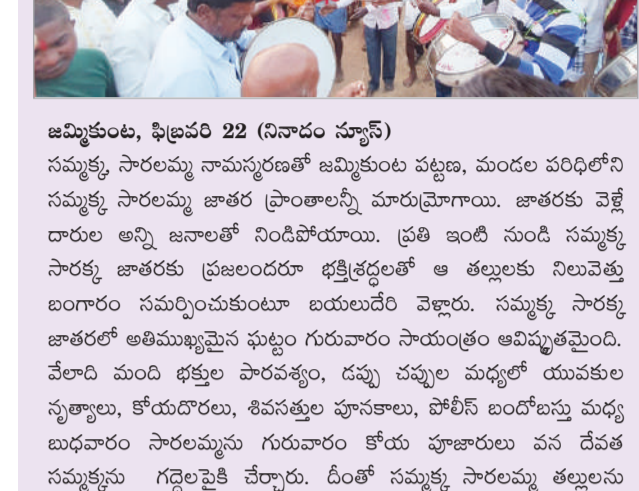 జమ్మికుంట, ఫిబ్రవరి 22 (నినాదం న్యూస్)
సమ్మక్క, సారలమ్మ నామస్మరణతో జమ్మికుంట పట్టణ, మండల పరిధిలోని
సమ్మక్క సారలమ్మ జాతర ప్రాంతాలన్నీ మారుమ్రోగాయి. జాతరకు వెళ్లే
దారుల అన్ని జనాలతో నిండిపోయాయి. ప్రతి ఇంటి నుండి సమ్మక్క
సారక్క జాతరకు ప్రజలందరూ భక్తిశ్రద్ధలతో ఆ తల్లులకు నిలువెత్తు
బంగారం సమర్పించుకుంటూ బయలుదేరి వెళ్లారు. సమ్మక్క సారక్క
జాతరలో అతిముఖ్యమైన ఘట్టం గురువారం సాయంత్రం ఆవిష్కృతమైంది.
వేలాది మంది భక్తుల పారవశ్యం, డప్పు చప్పుల మధ్యలో యువకుల
నృత్యాలు, కోయదొరలు, శివసత్తుల పూనకాలు, పోలీస్ బందోబస్తు మధ్య
బుధవారం సారలమ్మను గురువారం కోయ పూజారులు వన దేవత
సమ్మక్కను గద్దెలపైకి చేర్చారు. దీంతో సమ్మక్క సారలమ్మ తల్లులను